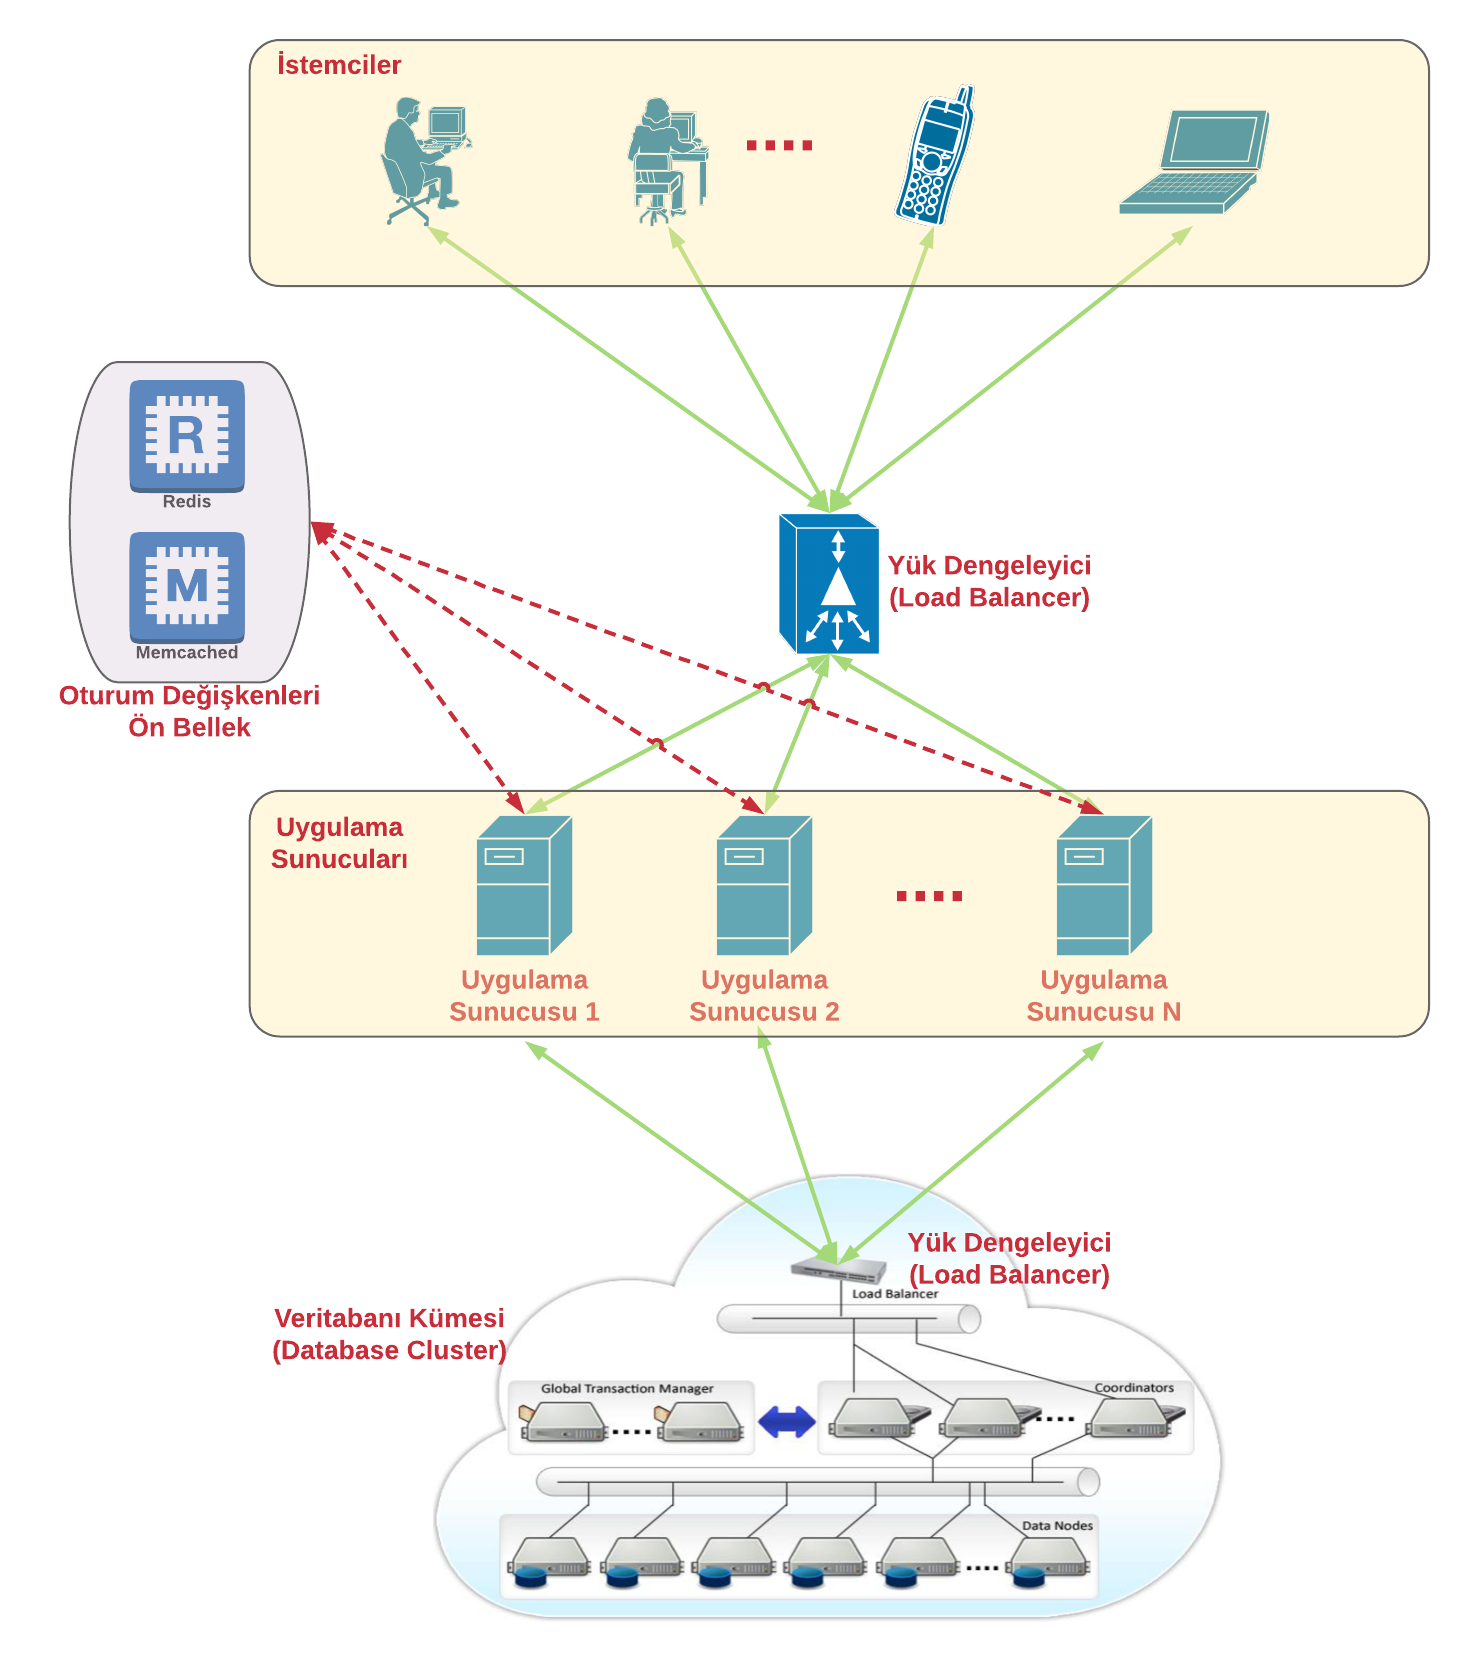 İstemciler
R
Redis
M
Memcached
Oturum Değişkenleri
Ön Bellek
Yük Dengeleyici
(Load Balancer)
Uygulama
Sunucuları
Uygulama
Sunucusu 1
Uygulama
Sunucusu 2
Uygulama
Sunucusu N
Yük Dengeleyici
(Load Balancer)
Load Balancer
Veritabanı Kümesi
(Database Cluster)
Global Transaction Manager
Coordinators
Data Nodes